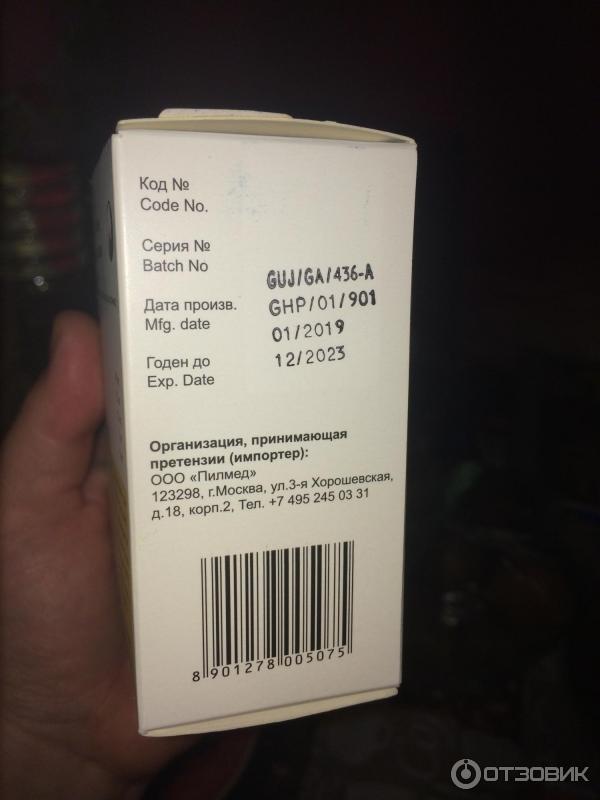 Код №
Code No.
Серия №
Batch No
GUJ/GA/436-A
Дата произв.
GHP/01/901
Mfg. date
01/2019
Годен до
12/2023
Exp. Date
Организация, принимающая
претензии (импортер):
ООО «Пилмед»
123298, г.Москва, ул.3-я Хорошевская,
д.18, корп.2, Тел. +7 495 245 03 31
8 901278 005075
ОТЗОВИК